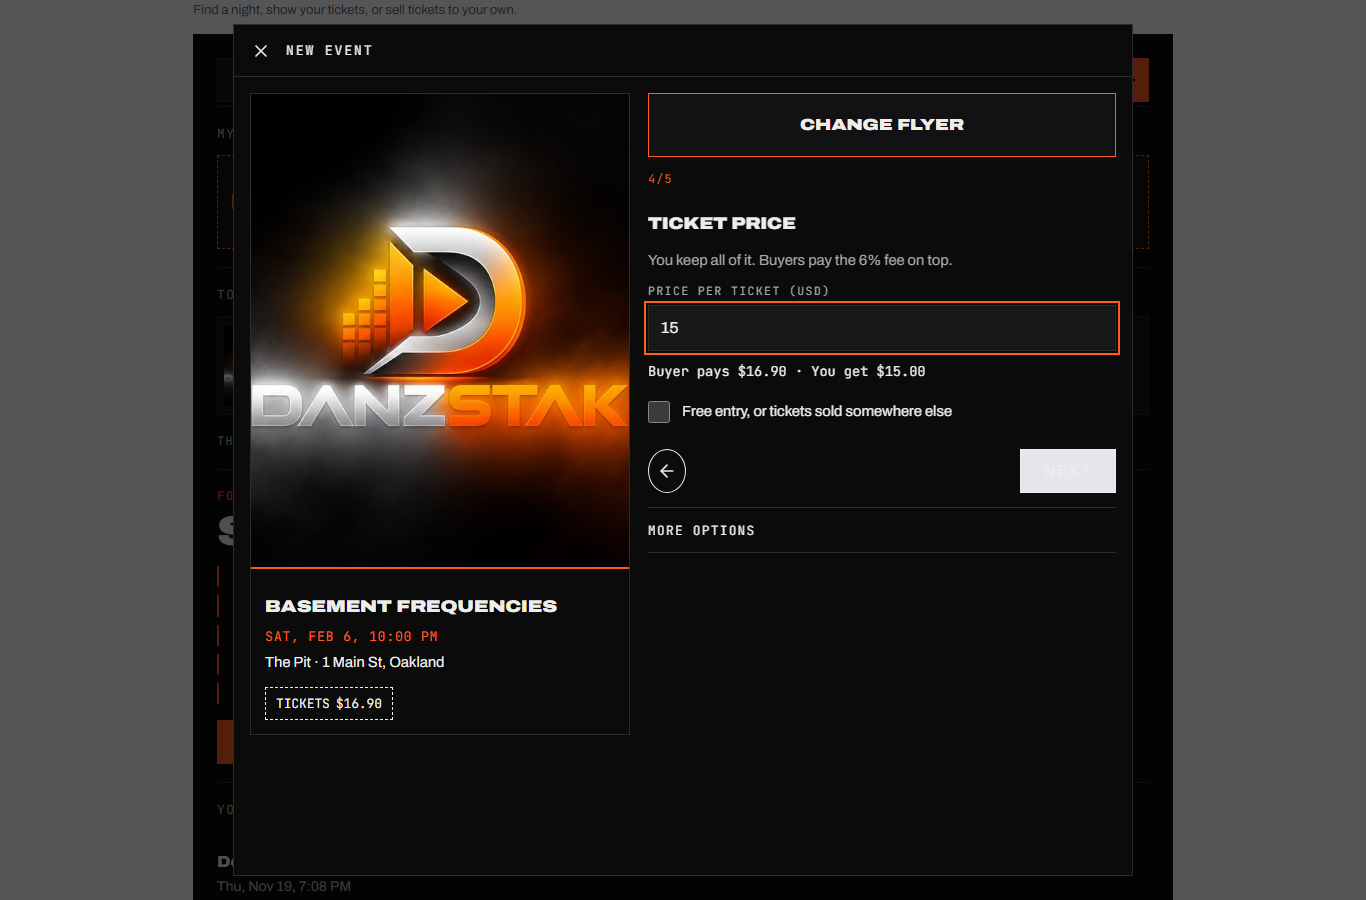 Find a night, show your tickets, or sell tickets to your own.
NEW EVENT
DANZSTAK
BASEMENT FREQUENCIES
SAT, FEB 6, 10:00 PM
The Pit · 1 Main St, Oakland
TICKETS $16.90
CHANGE FLYER
4/5
TICKET PRICE
You keep all of it. Buyers pay the 6% fee on top.
PRICE PER TICKET (USD)
15
Buyer pays $16.90 · You get $15.00
Free entry, or tickets sold somewhere else
NEXT
MORE OPTIONS
Thu, Nov 19, 7:08 PM